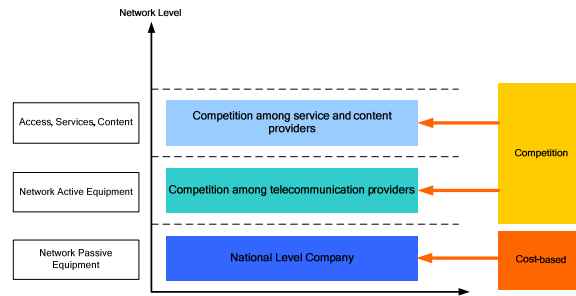 Network Level
Access, Services, Content
Competition among service and content
providers
Competition
Network Active Equipment
Competition among telecommunication providers
Network Passive
Equipment
National Level Company
Cost-based